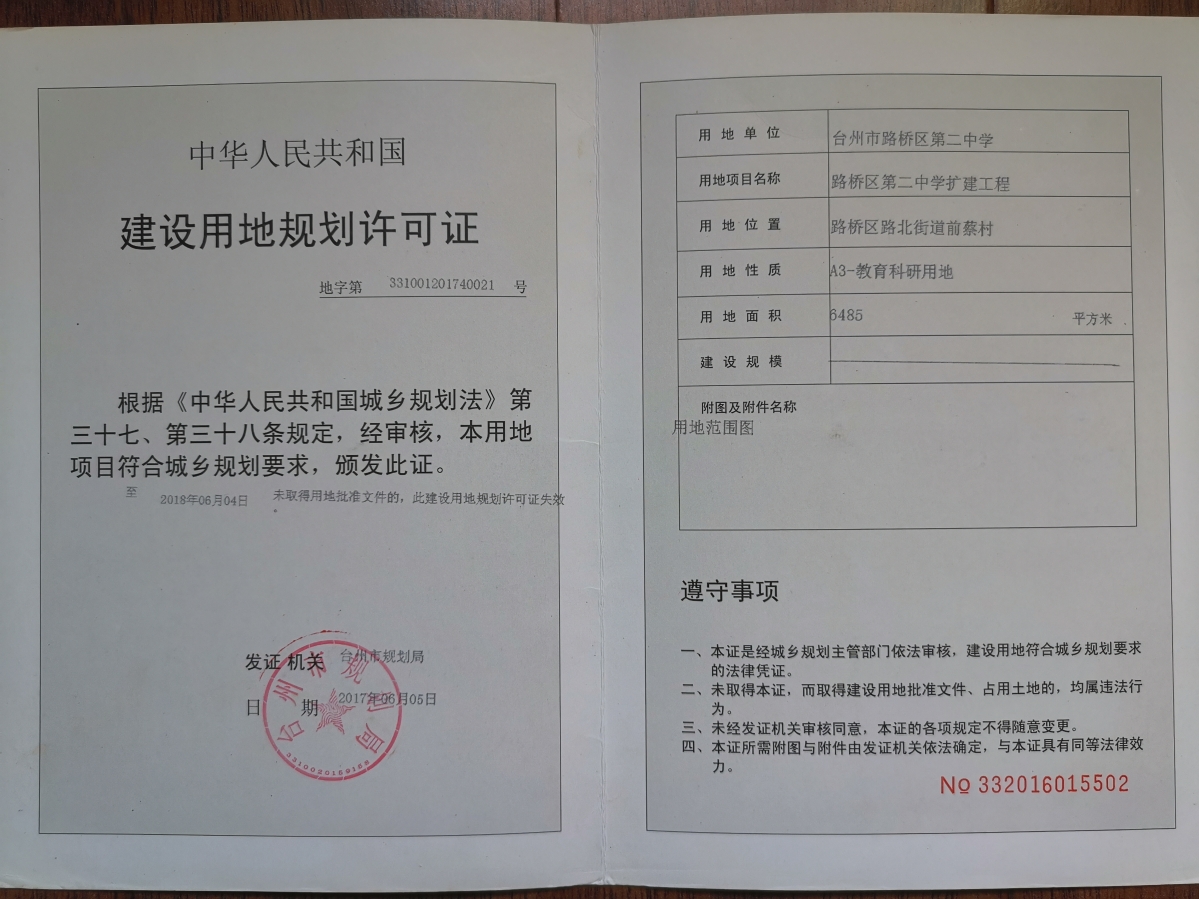 中华人民共和国
建设用地规划许可证
地字第 331001201740021 号
根据《中华人民共和国城乡规划法》第
三十七、第三十八条规定，经审核，本用地
项目符合城乡规划要求，颁发此证。
至 2018年06月04日 未取得用地批准文件的，此建设用地规划许可证失效
。
发证机关 台州市规划局
日 期 2017年06月05日
台州市规划局
用地单位 台州市路桥区第二中学
用地项目名称 路桥区第二中学扩建工程
用地位置 路桥区路北街道前蔡村
用地性质 A3-教育科研用地
用地面积 6485 平方米
建设规模
附图及附件名称
用地范围图
遵守事项
一、本证是经城乡规划主管部门依法审核，建设用地符合城乡规划要求
的法律凭证。
二、未取得本证，而取得建设用地批准文件、占用土地的，均属违法行
为。
三、未经发证机关审核同意，本证的各项规定不得随意变更。
四、本证所需附图与附件由发证机关依法确定，与本证具有同等法律效
力。
№ 332016015502